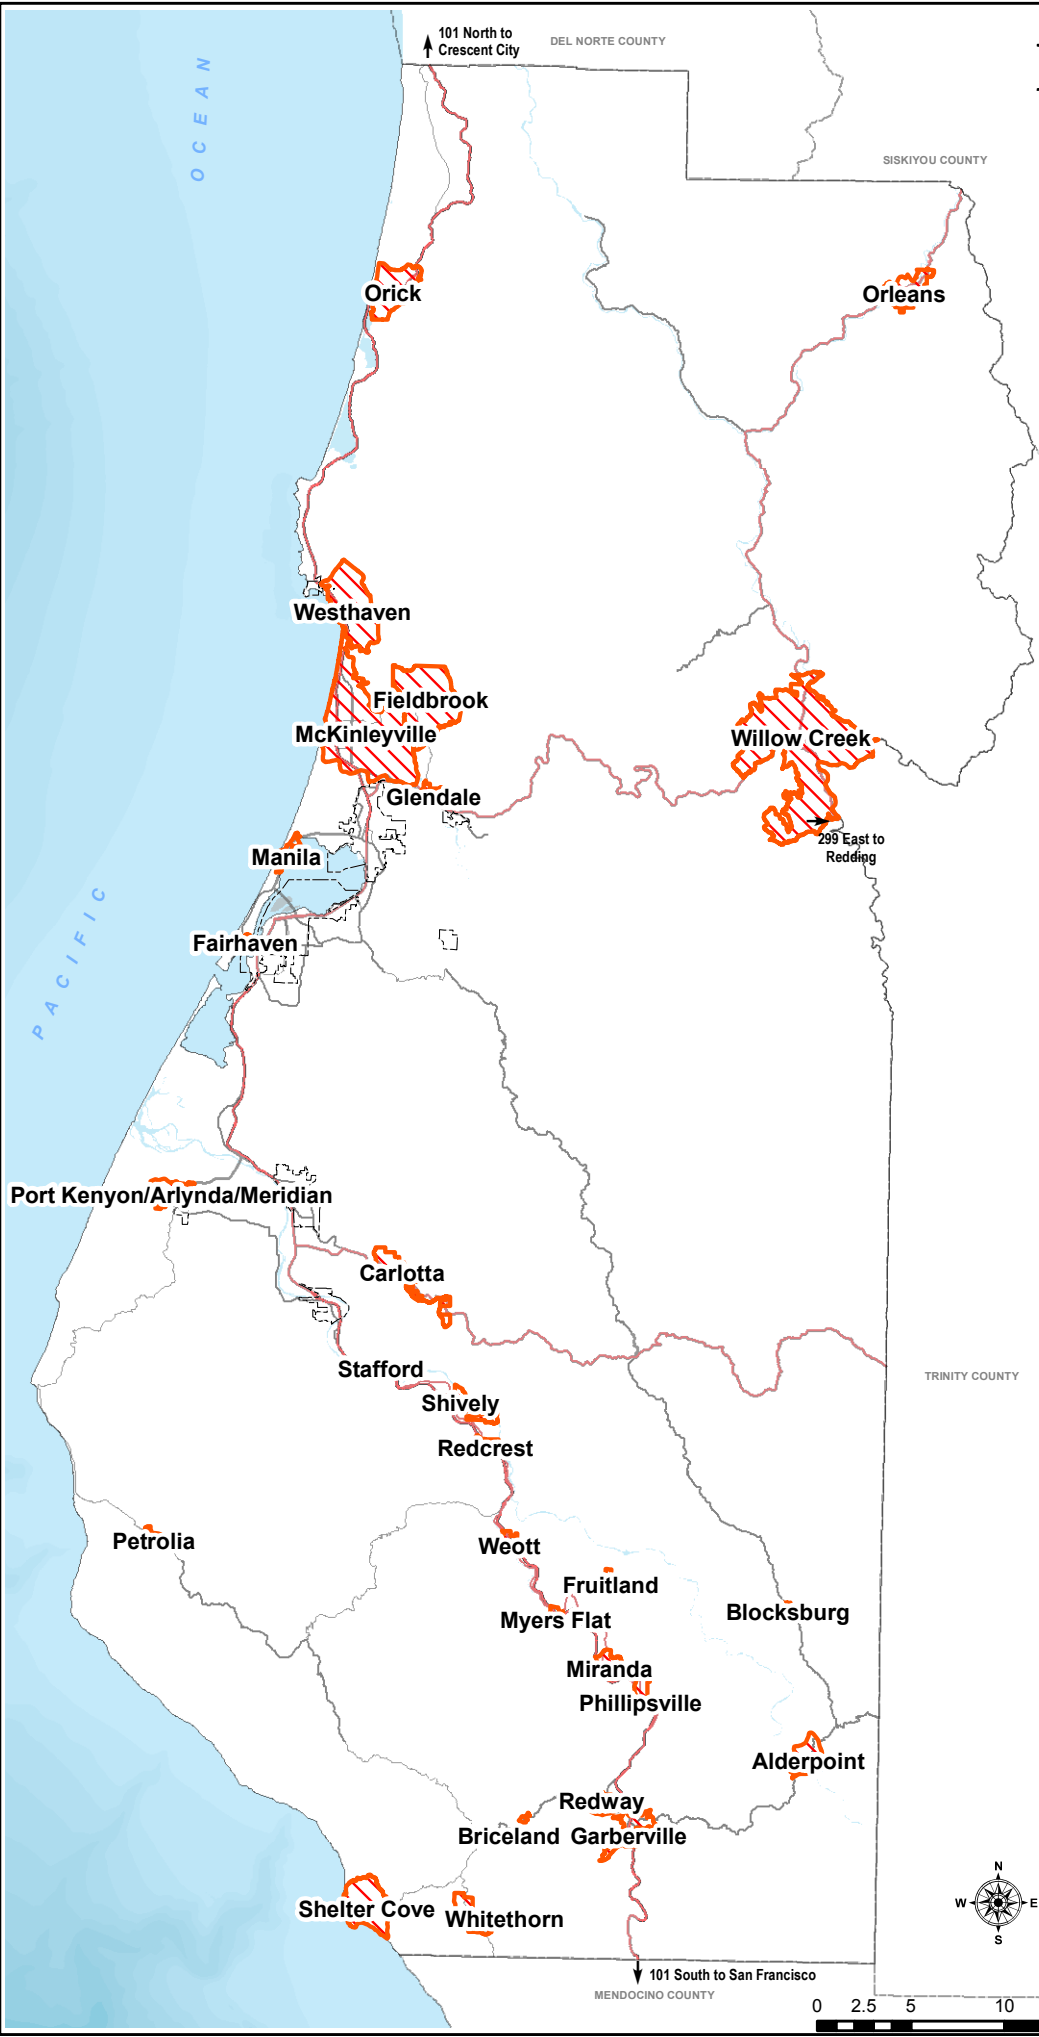 101 North to
Crescent City
DEL NORTE COUNTY
OCEAN
SISKIYOU COUNTY
Orick
Orleans
Westhaven
Fieldbrook
McKinleyville
Willow Creek
Glendale
299 East to
Redding
Manila
PACIFIC
Fairhaven
Port Kenyon/Arlynda/Meridian
Carlotta
Stafford
TRINITY COUNTY
Shively
Redcrest
Petrolia
Weott
Fruitland
Myers Flat
Blocksburg
Miranda
Phillipsville
Alderpoint
Redway
Briceland
Garberville
Shelter Cove
Whitethorn
N
W
E
S
101 South to San Francisco
MENDOCINO COUNTY
0 2.5 5 10